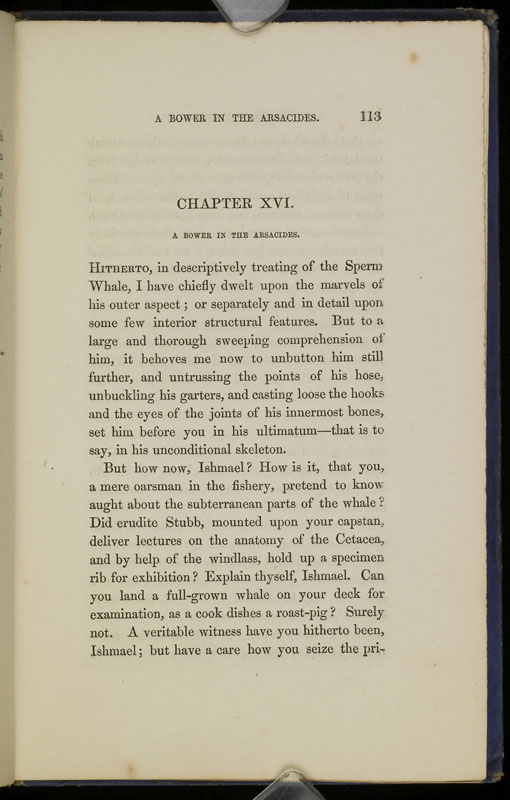 A BOWER IN THE ARSACIDES. 113
CHAPTER XVI.
A BOWER IN THE ARSACIDES.
HITHERTO, in descriptively treating of the Sperm
Whale, I have chiefly dwelt upon the marvels of
his outer aspect; or separately and in detail upon
some few interior structural features. But to a
large and thorough sweeping comprehension of
him, it behoves me now to unbutton him still
further, and untrussing the points of his hose,
unbuckling his garters, and casting loose the hooks
and the eyes of the joints of his innermost bones,
set him before you in his ultimatum—that is to
say, in his unconditional skeleton.
But how now, Ishmael? How is it, that you,
a mere oarsman in the fishery, pretend to know
aught about the subterranean parts of the whale?
Did erudite Stubb, mounted upon your capstan,
deliver lectures on the anatomy of the Cetacea,
and by help of the windlass, hold up a specimen
rib for exhibition? Explain thyself, Ishmael. Can
you land a full-grown whale on your deck for
examination, as a cook dishes a roast-pig? Surely
not. A veritable witness have you hitherto been,
Ishmael; but have a care how you seize the pri-